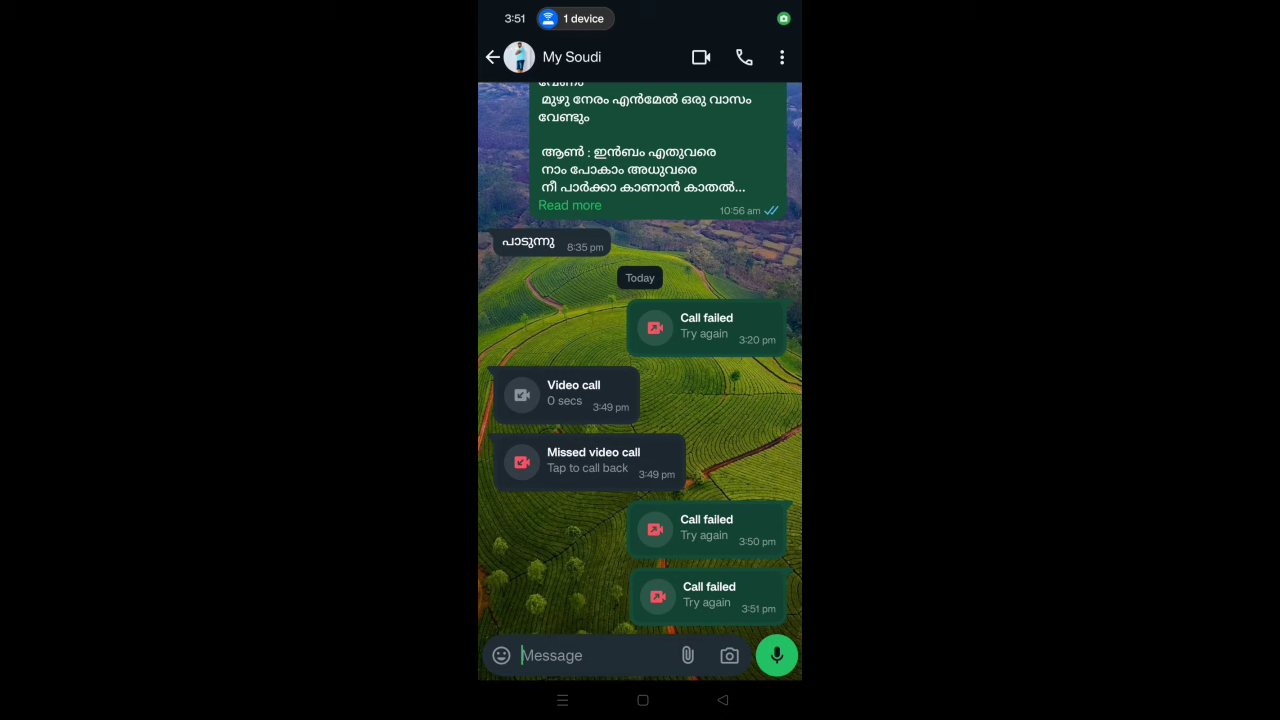 3:51 1 device
My Soudi
വേണം
മുഴു നേരം എൻമേൽ ഒരു വാസം
വേണ്ടും
ആൺ : ഇൻബം എതുവരെ
നാം പോകാം അധുവരെ
നീ പാർക്കാ കാണാൻ കാതൽ...
Read more
10:56 am
പാടുന്നു 8:35 pm
Today
Call failed
Try again 3:20 pm
Video call
0 secs 3:49 pm
Missed video call
Tap to call back 3:49 pm
Call failed
Try again 3:50 pm
Call failed
Try again 3:51 pm
Message